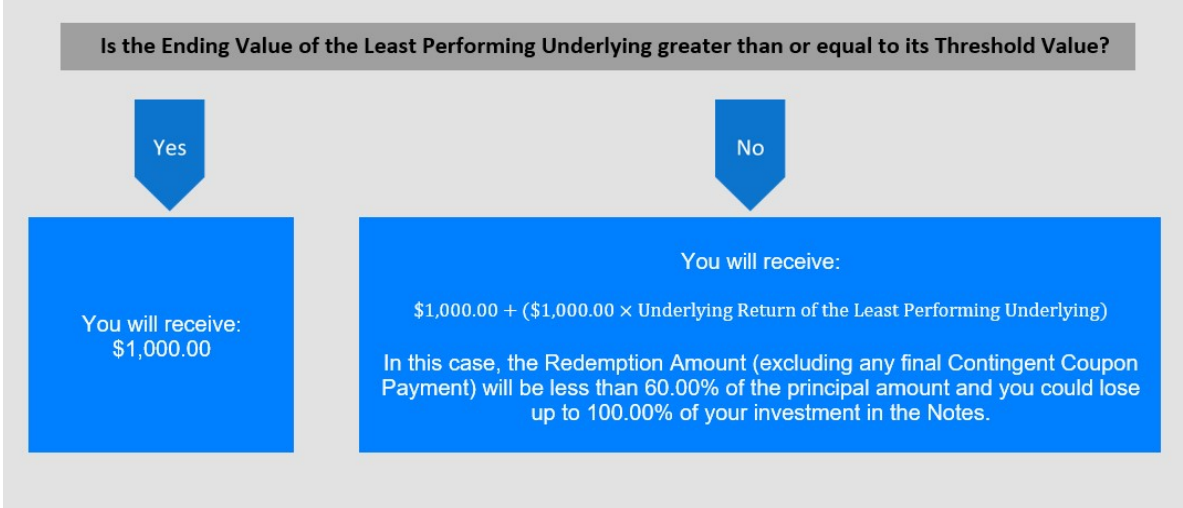 Is the Ending Value of the Least Performing Underlying greater than or equal to its Threshold Value?
Yes
No
You will receive:
$1,000.00
You will receive:
$1,000.00 + ($1,000.00 × Underlying Return of the Least Performing Underlying)
In this case, the Redemption Amount (excluding any final Contingent Coupon
Payment) will be less than 60.00% of the principal amount and you could lose
up to 100.00% of your investment in the Notes.